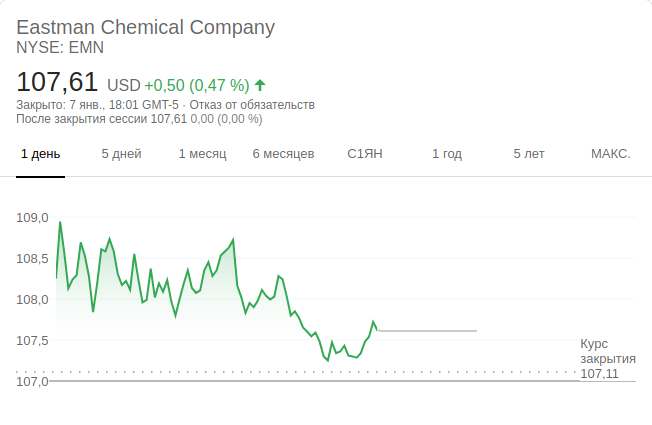 Eastman Chemical Company
NYSE: EMN
107,61 USD +0,50 (0,47 %)
Закрыто: 7 янв., 18:01 GMT-5 · Отказ от обязательств
После закрытия сессии 107,61 0,00 (0,00 %)
1 день 5 дней 1 месяц 6 месяцев С1ЯН 1 год 5 лет МАКС.
109,0
108,5
108,0
107,5
107,0
Курс
закрытия
107,11